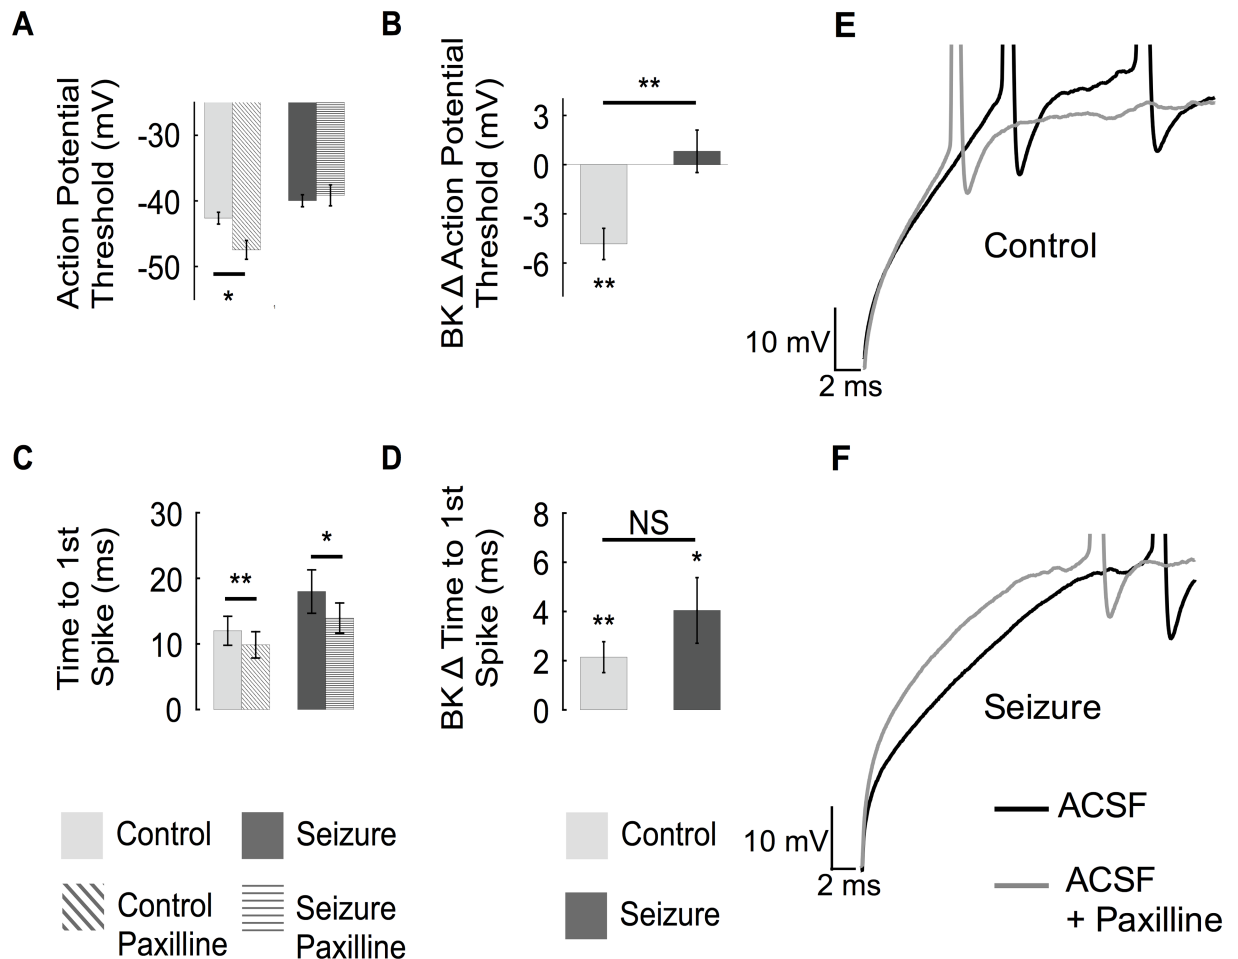 A
Action Potential
Threshold (mV)
-30
-40
-50
*
B
BK Δ Action Potential
Threshold (mV)
3
0
-3
-6
**
**
E
Control
10 mV
2 ms
C
Time to 1st
Spike (ms)
30
20
10
0
**
*
D
BK Δ Time to 1st
Spike (ms)
8
6
4
2
0
NS
**
*
F
Seizure
10 mV
2 ms
Control
Seizure
Control
Paxilline
Seizure
Paxilline
Control
Seizure
ACSF
ACSF
+ Paxilline